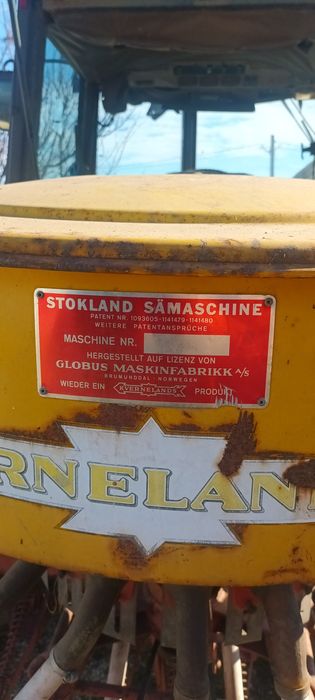 STOKLAND SÄMASCHINE
PATENT NR. 1093605-1141479-1141480
WEITERE PATENTANSPRÜCHE
MASCHINE NR.
HERGESTELLT AUF LIZENZ VON
GLOBUS MASKINFABRIKK A/S
BRUMUNDDAL - NORWEGEN
WIEDER EIN KVERNELANDS PRODUKT
RNELAN